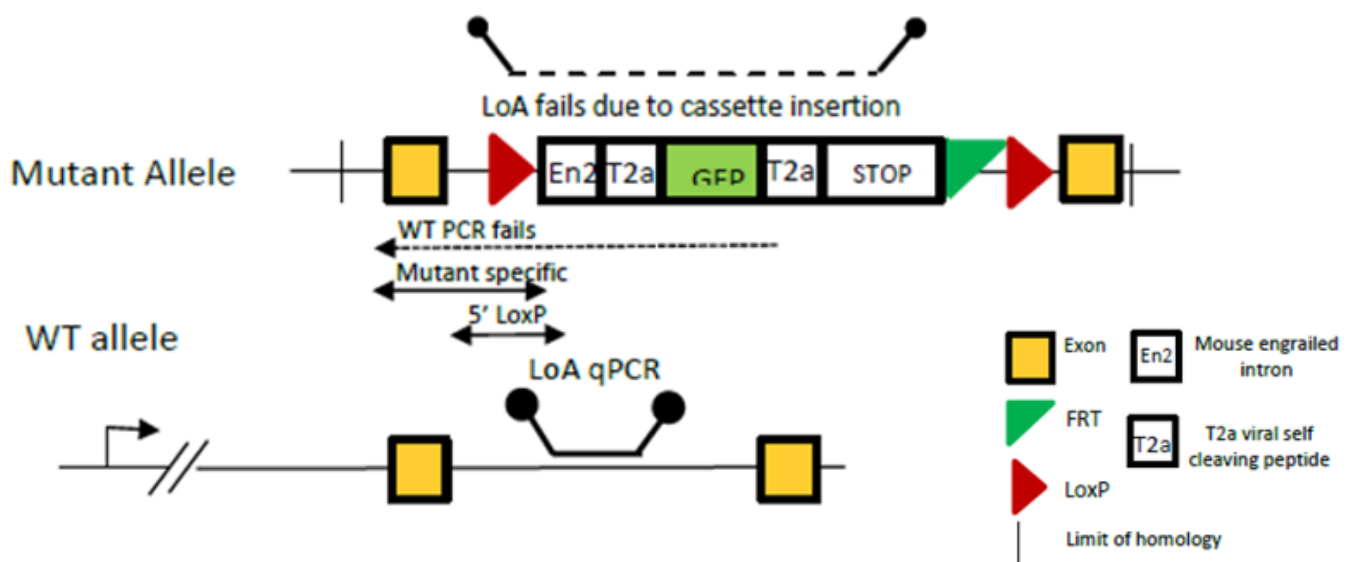 LoA fails due to cassette insertion
Mutant Allele
En2 T2a GFP T2a STOP
WT PCR fails
Mutant specific
5' LoxP
WT allele
LoA qPCR
Exon
En2
Mouse engrailed
intron
FRT
T2a
T2a viral self
cleaving peptide
LoxP
Limit of homology